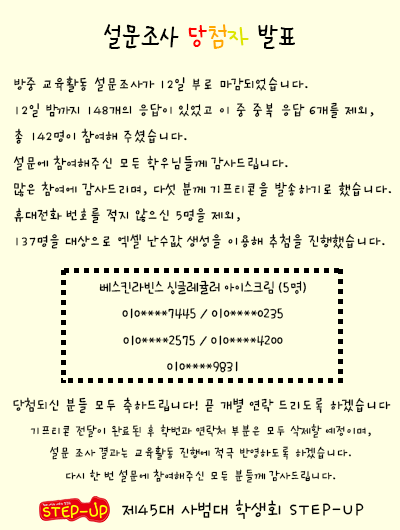 설문조사 당첨자 발표
방중 교육활동 설문조사가 12일 부로 마감되었습니다.
12일 밤까지 148개의 응답이 있었고 이 중 중복 응답 6개를 제외,
총 142명이 참여해 주셨습니다.
설문에 참여해주신 모든 학우님들께 감사드립니다.
많은 참여에 감사드리며, 다섯 분께 기프티콘을 발송하기로 했습니다.
휴대전화 번호를 적지 않으신 5명을 제외,
137명을 대상으로 엑셀 난수값 생성을 이용해 추첨을 진행했습니다.
베스킨라빈스 싱글레귤러 아이스크림 (5명)
010****7445 / 010****0235
010****2575 / 010****4200
010****9831
당첨되신 분들 모두 축하드립니다! 곧 개별 연락 드리도록 하겠습니다
기프티콘 전달이 완료된 후 학번과 연락처 부분은 모두 삭제할 예정이며,
설문 조사 결과는 교육활동 진행에 적극 반영하도록 하겠습니다.
다시 한 번 설문에 참여해주신 모든 분들께 감사드립니다.
STEP-UP 제45대 사범대 학생회 STEP-UP